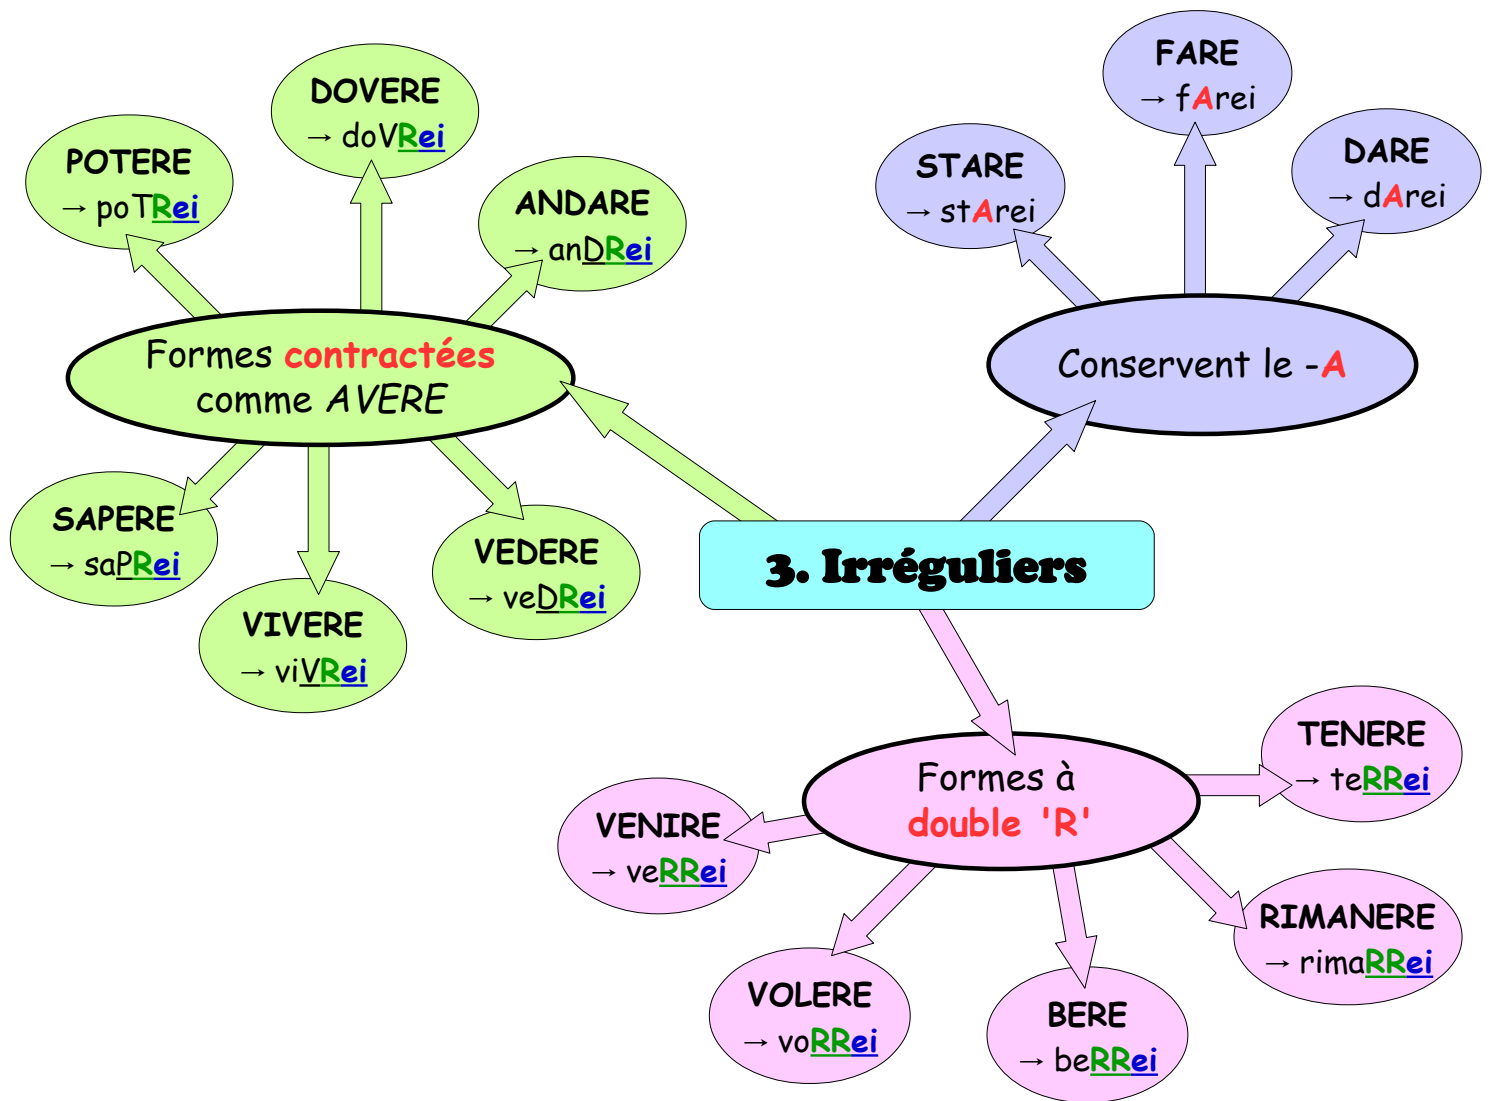 DOVERE
→ doVRei
POTERE
→ poTRei
ANDARE
→ anDRei
Formes contractées
comme AVERE
SAPERE
→ saPRei
VIVERE
→ viVRei
VEDERE
→ veDRei
FARE
→ fArei
STARE
→ stArei
DARE
→ dArei
Conservent le -A
3. Irréguliers
Formes à
double 'R'
TENERE
→ teRRei
VENIRE
→ veRRei
RIMANERE
→ rimaRRei
VOLERE
→ voRRei
BERE
→ beRRei